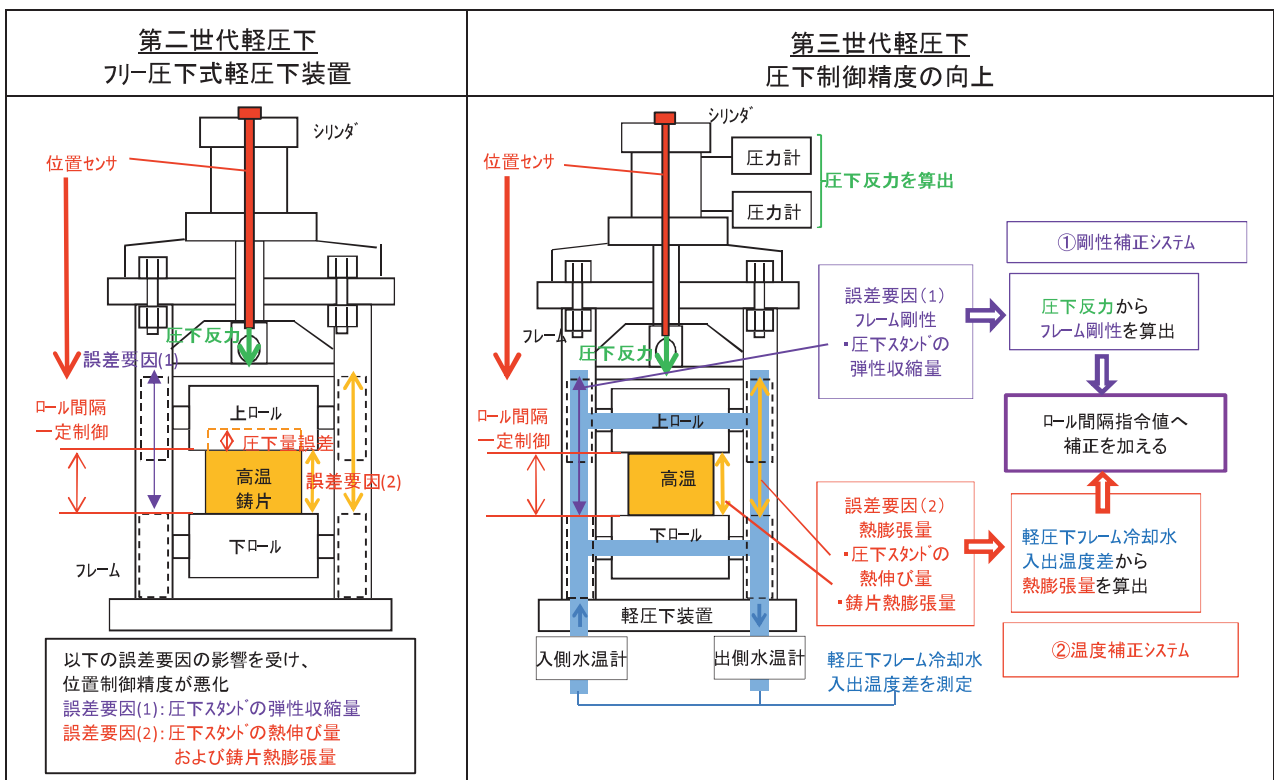 第二世代軽圧下
フリー圧下式軽圧下装置
シリンダ
位置センサ
圧下反力
誤差要因(1)
ロール間隔
一定制御
上ロール
圧下量誤差
高温
鋳片
誤差要因(2)
下ロール
フレーム
以下の誤差要因の影響を受け、
位置制御精度が悪化
誤差要因(1):圧下スタンドの弾性収縮量
誤差要因(2):圧下スタンドの熱伸び量
および鋳片熱膨張量
第三世代軽圧下
圧下制御精度の向上
シリンダ
位置センサ
圧力計
圧力計
圧下反力を算出
フレーム
圧下反力
ロール間隔
一定制御
上ロール
高温
下ロール
軽圧下装置
入側水温計
出側水温計
軽圧下フレーム冷却水
入出温度差を測定
誤差要因(1)
フレーム剛性
・圧下スタンドの
弾性収縮量
①剛性補正システム
圧下反力から
フレーム剛性を算出
ロール間隔指令値へ
補正を加える
誤差要因(2)
熱膨張量
・圧下スタンドの
熱伸び量
・鋳片熱膨張量
軽圧下フレーム冷却水
入出温度差から
熱膨張量を算出
②温度補正システム